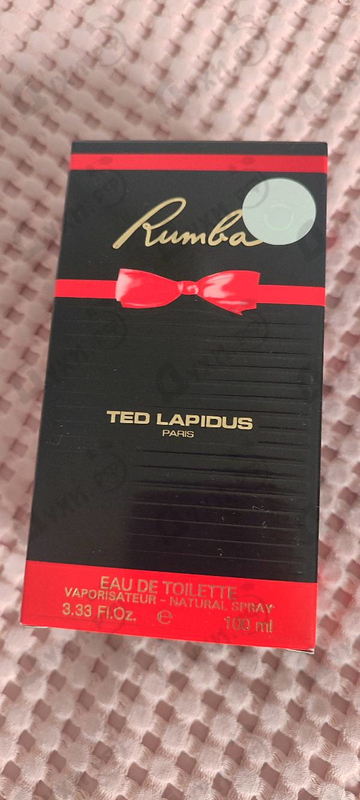 Rumba
TED LAPIDUS
PARIS
EAU DE TOILETTE
VAPORISATEUR - NATURAL SPRAY
3.33 Fl.Oz. ℮ 100 ml